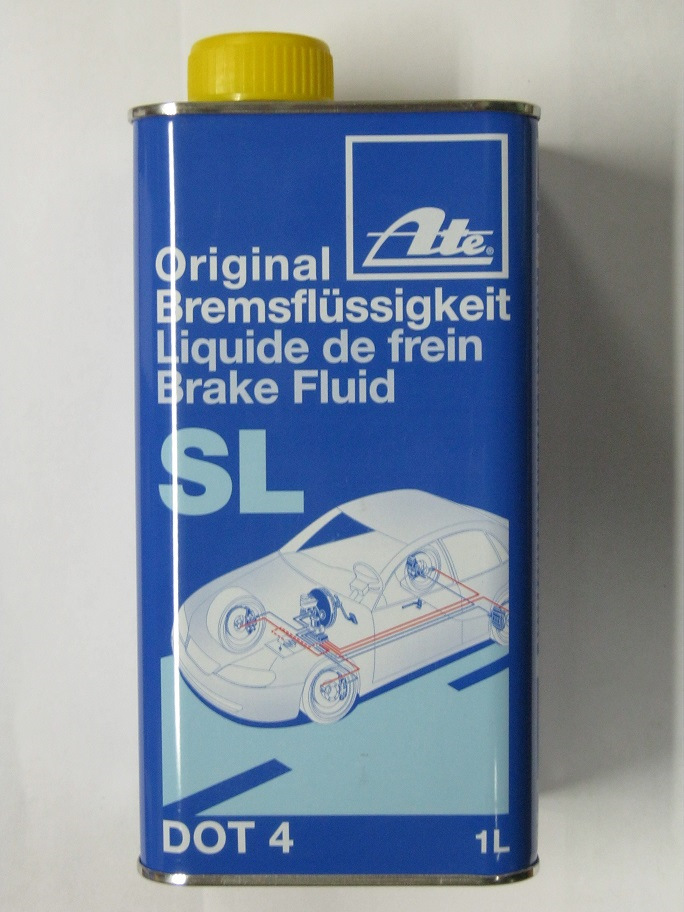 Ate
Original
Bremsflüssigkeit
Liquide de frein
Brake Fluid
SL
DOT 4
1L